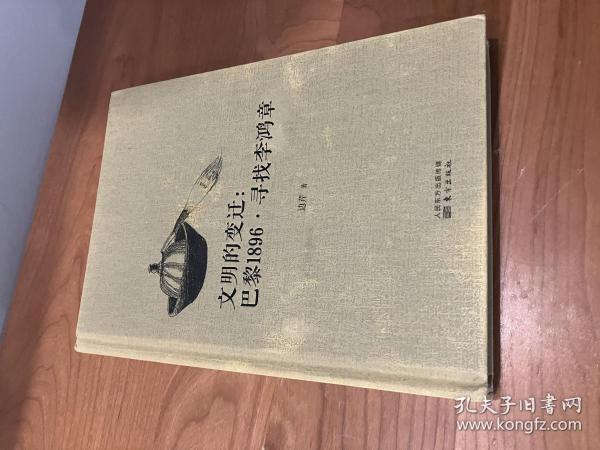 文明的变迁：
巴黎1896·寻找李鸿章
边芹 著
人民东方出版传媒
东方出版社
孔夫子旧书网
www.kongfz.com